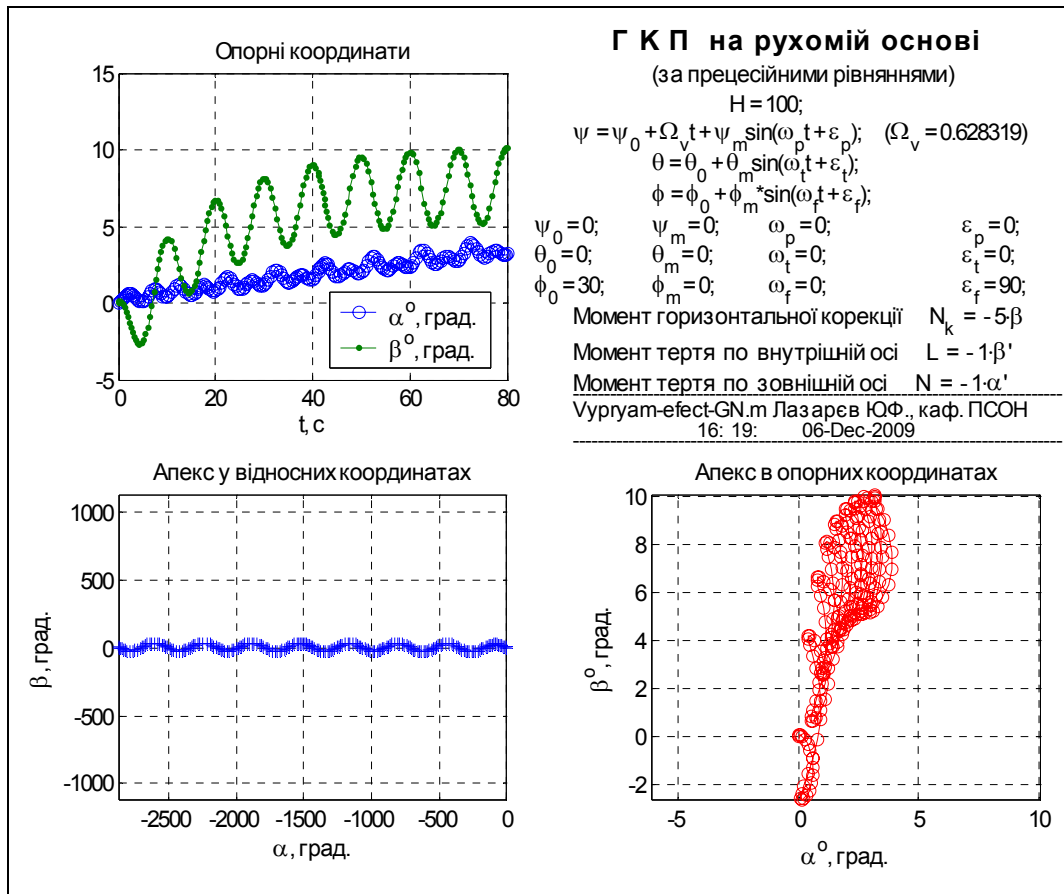 Опорні координати
15
10
5
0
-5
0
20
40
60
80
t, с
α°, град.
β°, град.
Г К П на рухомій основі
(за прецесійними рівняннями)
H = 100;
ψ = ψ₀ + Ωᵥt + ψₘsin(ωₚt + εₚ); (Ωᵥ = 0.628319)
θ = θ₀ + θₘsin(ωₜt + εₜ);
ϕ = ϕ₀ + ϕₘ*sin(ω_f t + ε_f);
ψ₀ = 0; ψₘ = 0; ωₚ = 0; εₚ = 0;
θ₀ = 0; θₘ = 0; ωₜ = 0; εₜ = 0;
ϕ₀ = 30; ϕₘ = 0; ω_f = 0; ε_f = 90;
Момент горизонтальної корекції Nₖ = -5·β
Момент тертя по внутрішній осі L = - 1·β'
Момент тертя по зовнішній осі N = -1·α'
Vypryam-efect-GN.m Лазарєв Ю.Ф., каф. ПСОН
16: 19: 06-Dec-2009
Апекс у відносних координатах
1000
500
0
-500
-1000
-2500
-2000
-1500
-1000
-500
0
α, град.
β, град.
Апекс в опорних координатах
10
8
6
4
2
0
-2
-5
0
5
10
α°, град.
β°, град.